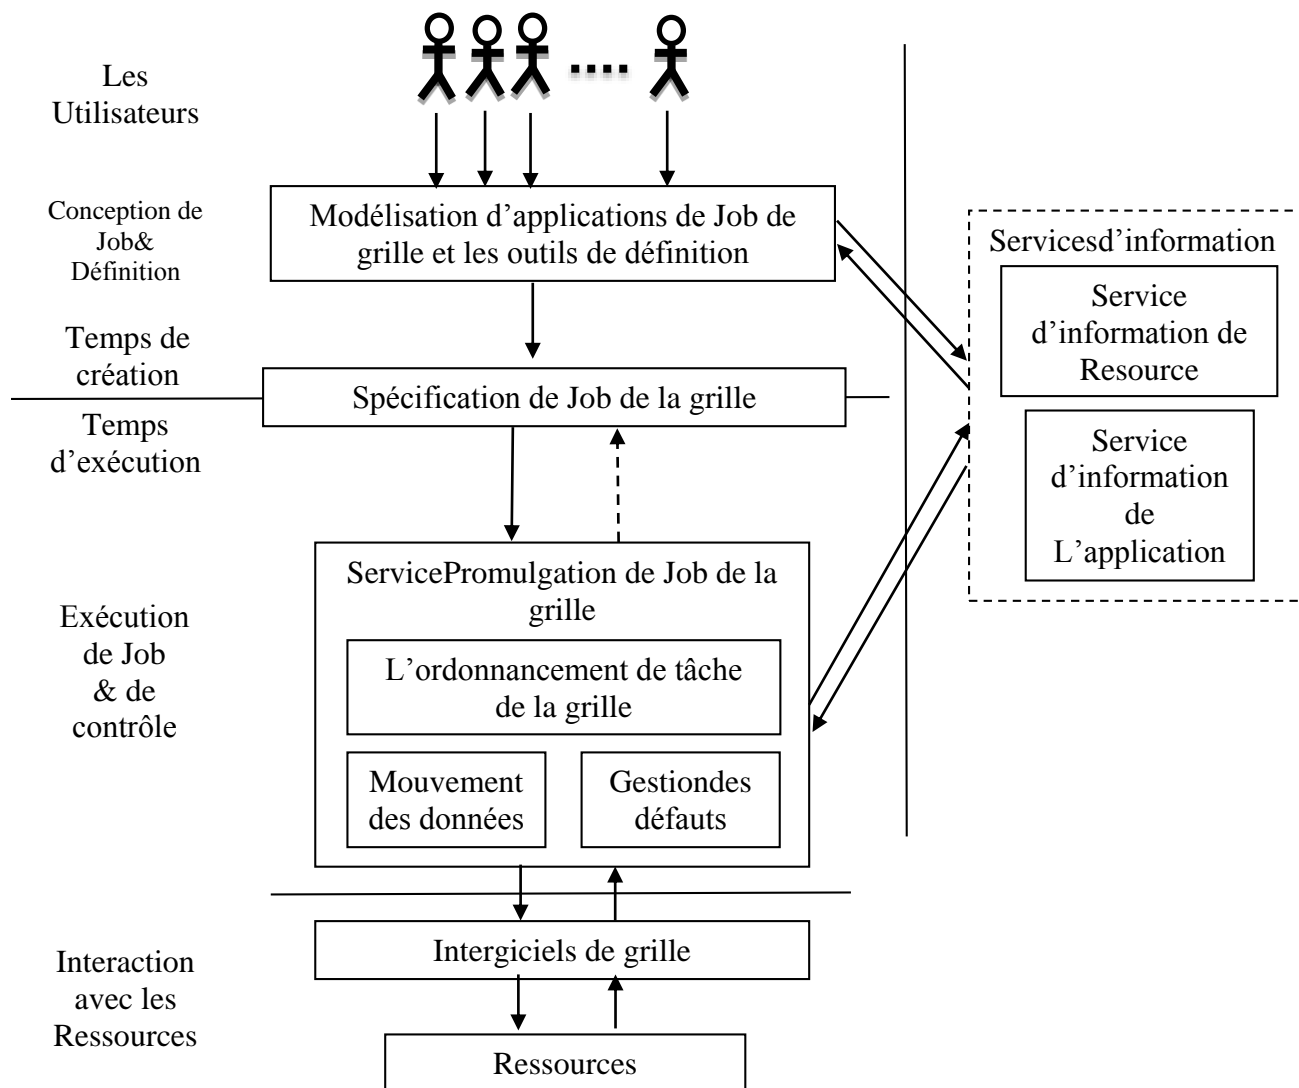 Les
Utilisateurs
Conception de
Job&
Définition
Modélisation d’applications de Job de
grille et les outils de définition
Servicesd’information
Service
d’information de
Resource
Service
d’information
de
L’application
Temps de
création
Spécification de Job de la grille
Temps
d’exécution
Exécution
de Job
& de
contrôle
ServicePromulgation de Job de la
grille
L’ordonnancement de tâche
de la grille
Mouvement
des données
Gestiondes
défauts
Interaction
avec les
Ressources
Intergiciels de grille
Ressources